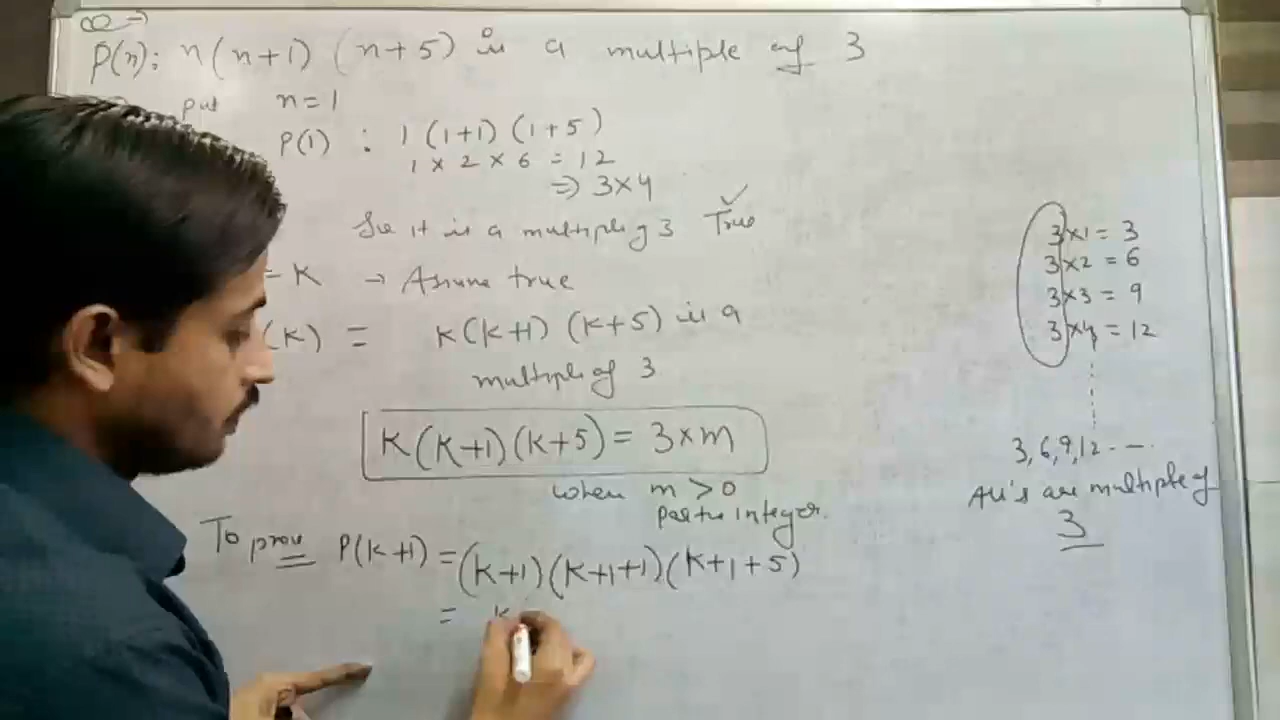 P(n): n(n+1) (n+5) is a multiple of 3
put n=1
P(1) : 1(1+1)(1+5)
1 × 2 × 6 = 12
⇒ 3×4
So it is a multiple of 3 True ✓
= K → Assume true
(K) = K(K+1) (K+5) is a
multiple of 3
K(K+1)(K+5) = 3×m
when m > 0
integer.
To prove P(K+1) = (K+1)(K+1+1)(K+1+5)
= K
3×1 = 3
3×2 = 6
3×3 = 9
3×4 = 12
3,6,9,12 ---
All's are multiple of
3